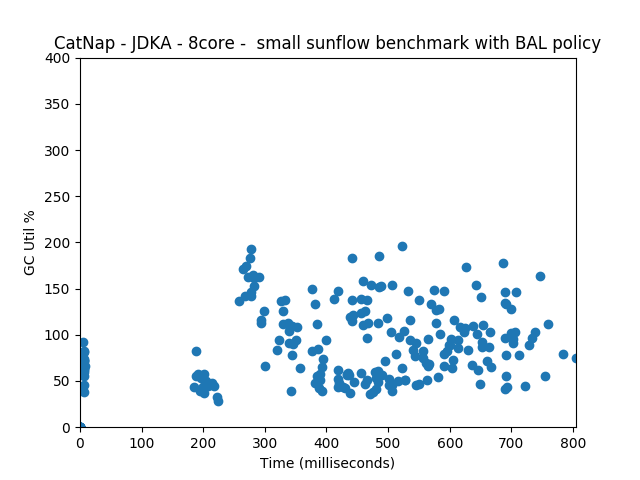 CatNap - JDKA - 8core -  small sunflow benchmark with BAL policy
400
350
300
250
200
150
100
50
0
GC Util %
0 100 200 300 400 500 600 700 800
Time (milliseconds)